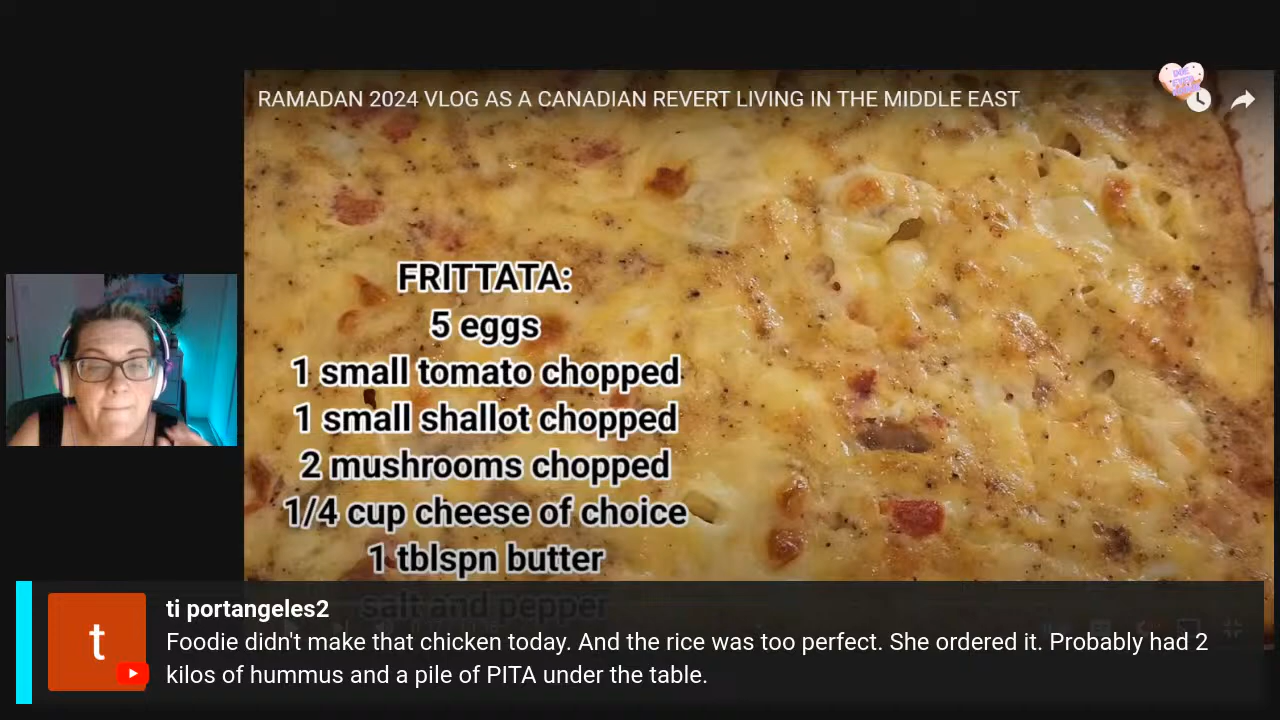 RAMADAN 2024 VLOG AS A CANADIAN REVERT LIVING IN THE MIDDLE EAST
FRITTATA:
5 eggs
1 small tomato chopped
1 small shallot chopped
2 mushrooms chopped
1/4 cup cheese of choice
1 tblspn butter
salt and pepper
t
ti portangeles2
Foodie didn't make that chicken today. And the rice was too perfect. She ordered it. Probably had 2
kilos of hummus and a pile of PITA under the table.